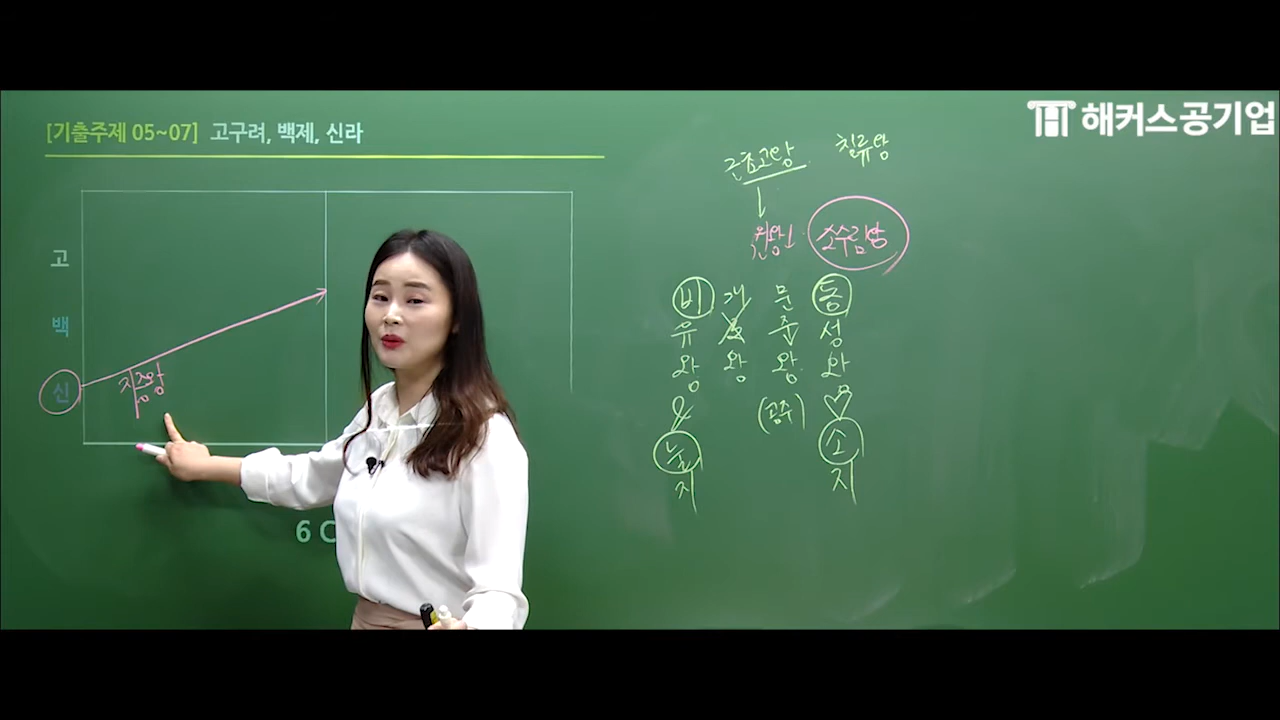 해커스공기업
[기출주제 05~07] 고구려, 백제, 신라
근초고왕
침류왕
소수림왕
고
백
신
지증왕
비 개 문 동
유 로 주 성
왕 왕 왕 왕
(공주)
눌 소
지 지
6 C